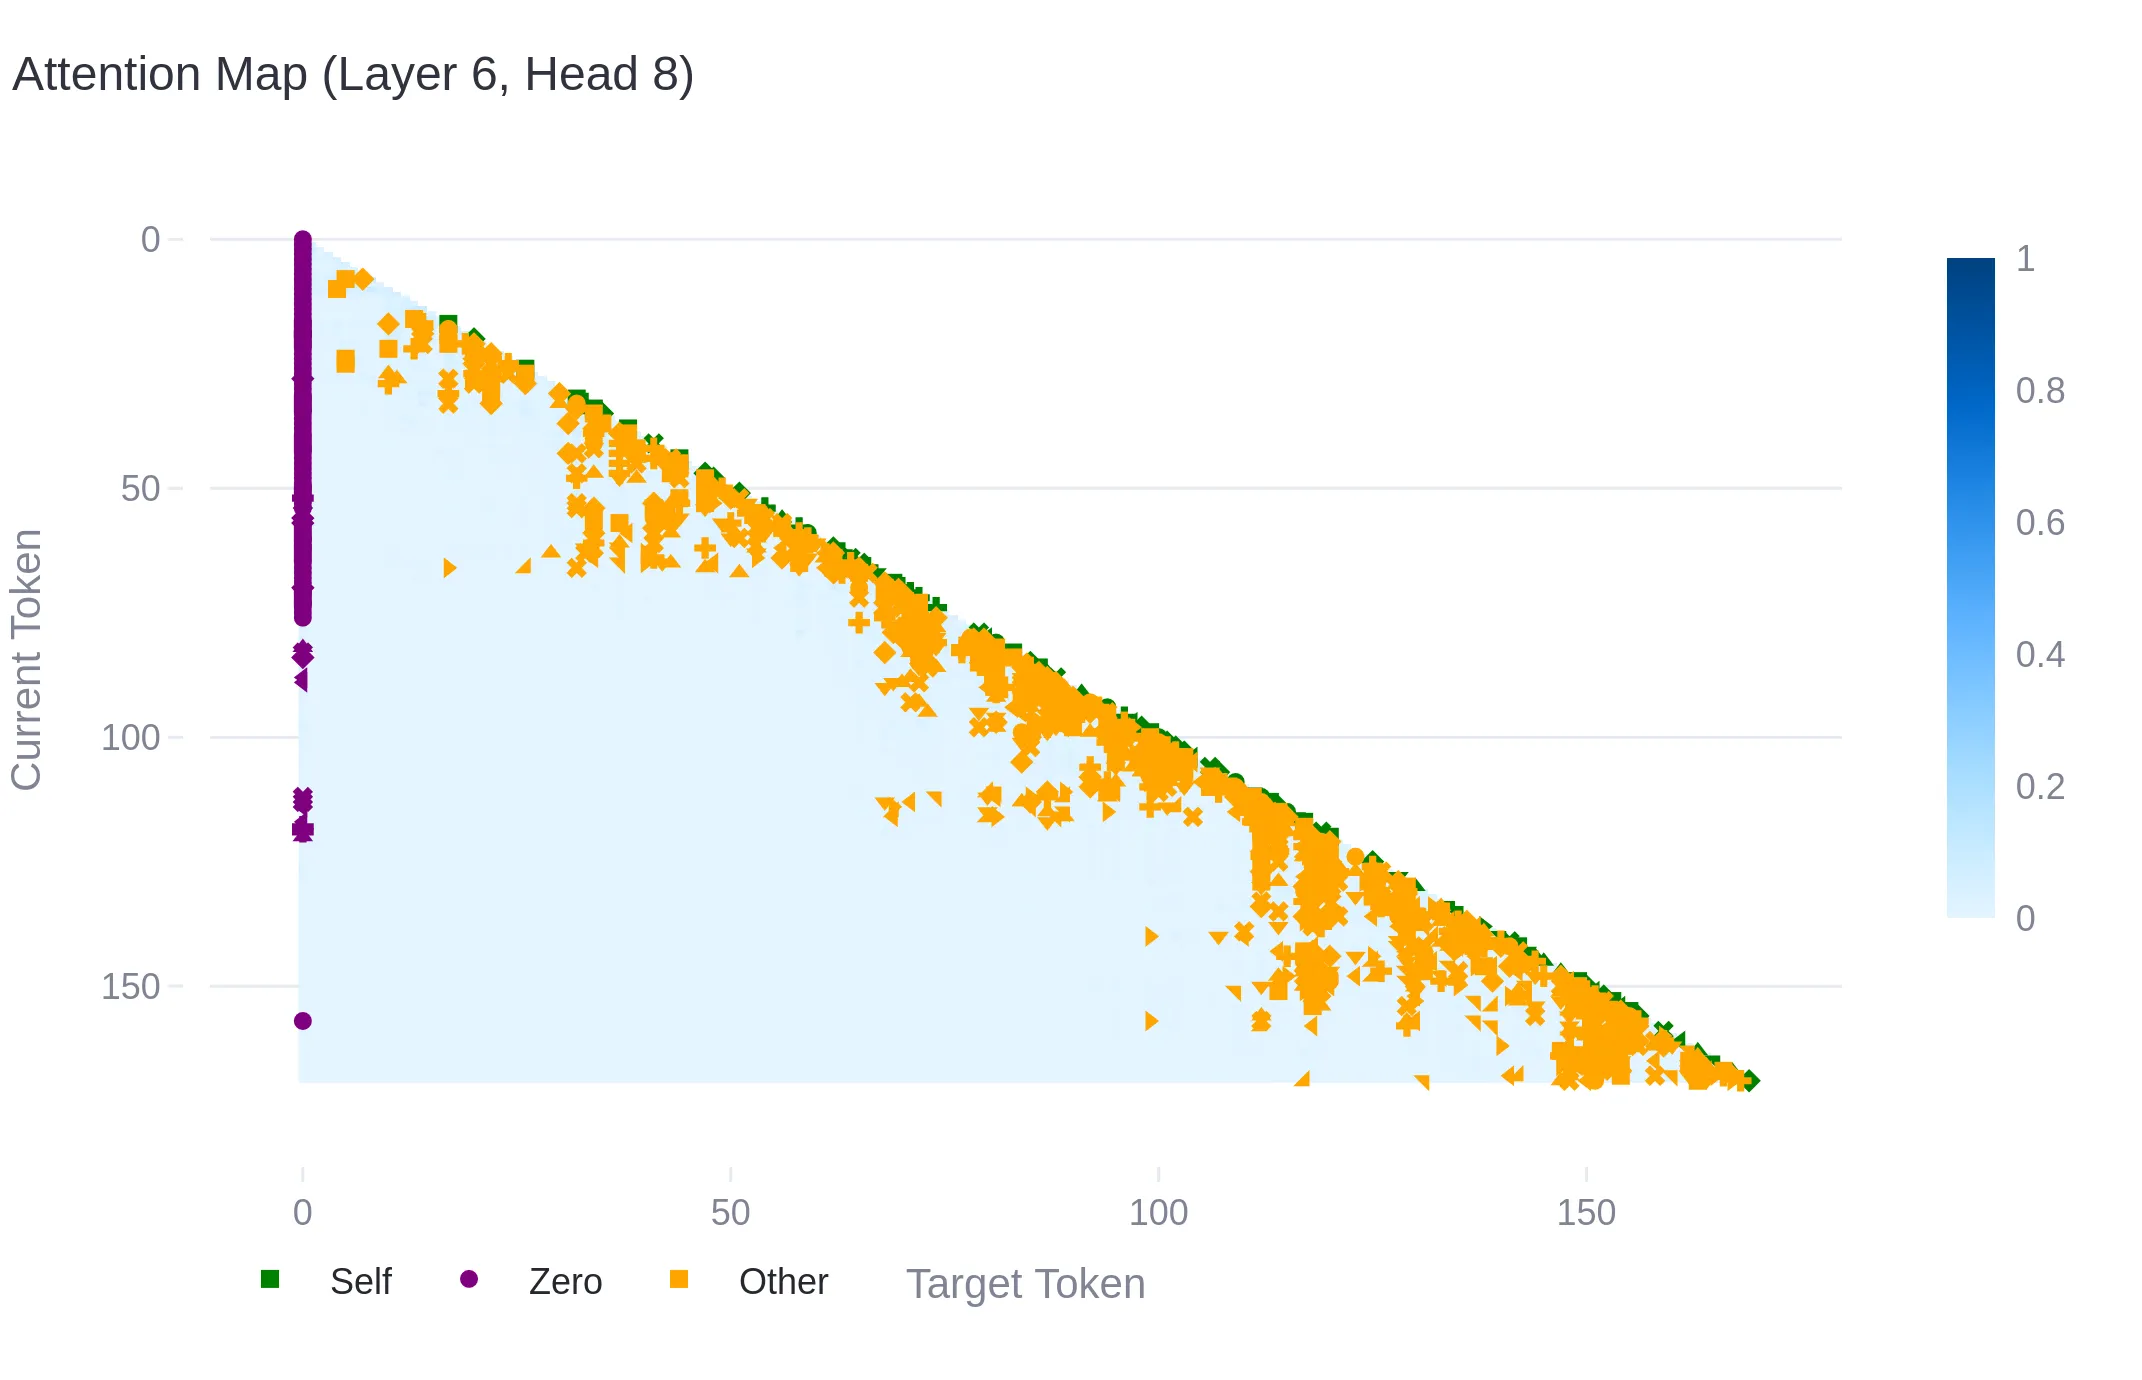 Attention Map (Layer 6, Head 8)
0
50
100
150
Current Token
0
50
100
150
Target Token
Self
Zero
Other
1
0.8
0.6
0.4
0.2
0